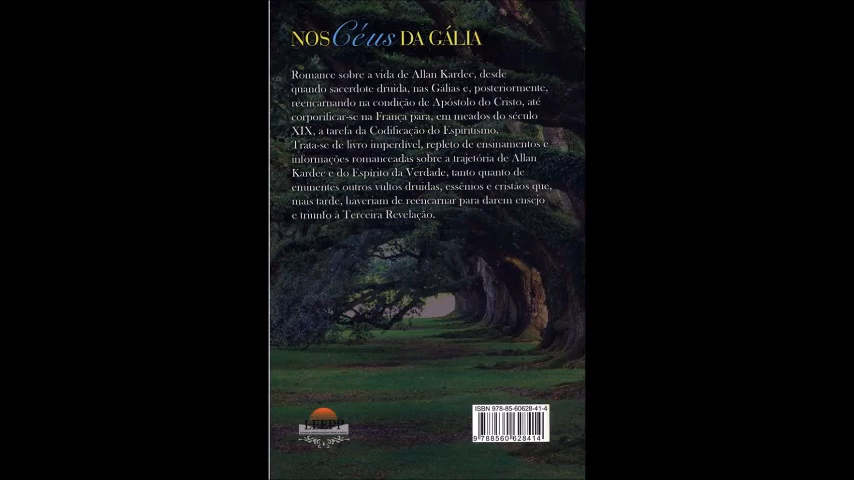 NOS Céus DA GÁLIA
Romance sobre a vida de Allan Kardec, desde
quando sacerdote druida, nas Gálias e, posteriormente,
reencarnando na condição de Apóstolo do Cristo, até
corporificar-se na França para, em meados do século
XIX, a tarefa da Codificação do Espiritismo.
Trata-se de livro imperdível, repleto de ensinamentos e
informações romanceadas sobre a trajetória de Allan
Kardec e do Espírito da Verdade, tanto quanto de
eminentes outros vultos druidas, essênios e cristãos que,
mais tarde, haveriam de reencarnar para darem ensejo
e triunfo à Terceira Revelação.
ISBN 978-85-60628-41-4
9 788560 628414
LEEPP